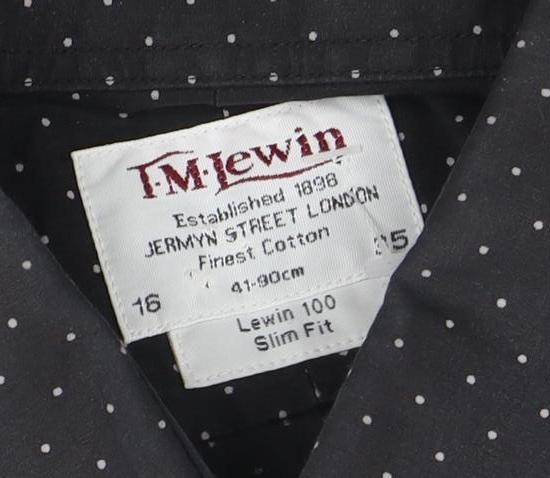 T·M·Lewin
Established 1898
JERMYN STREET LONDON
Finest Cotton
16 41-90cm 35
Lewin 100
Slim Fit